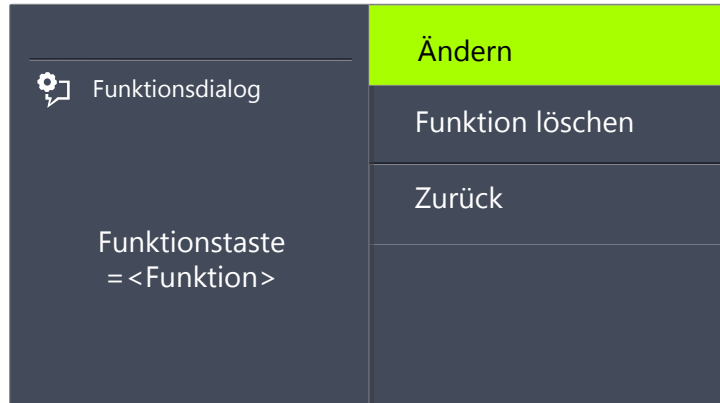 Funktionsdialog
Funktionstaste
=<Funktion>
Ändern
Funktion löschen
Zurück